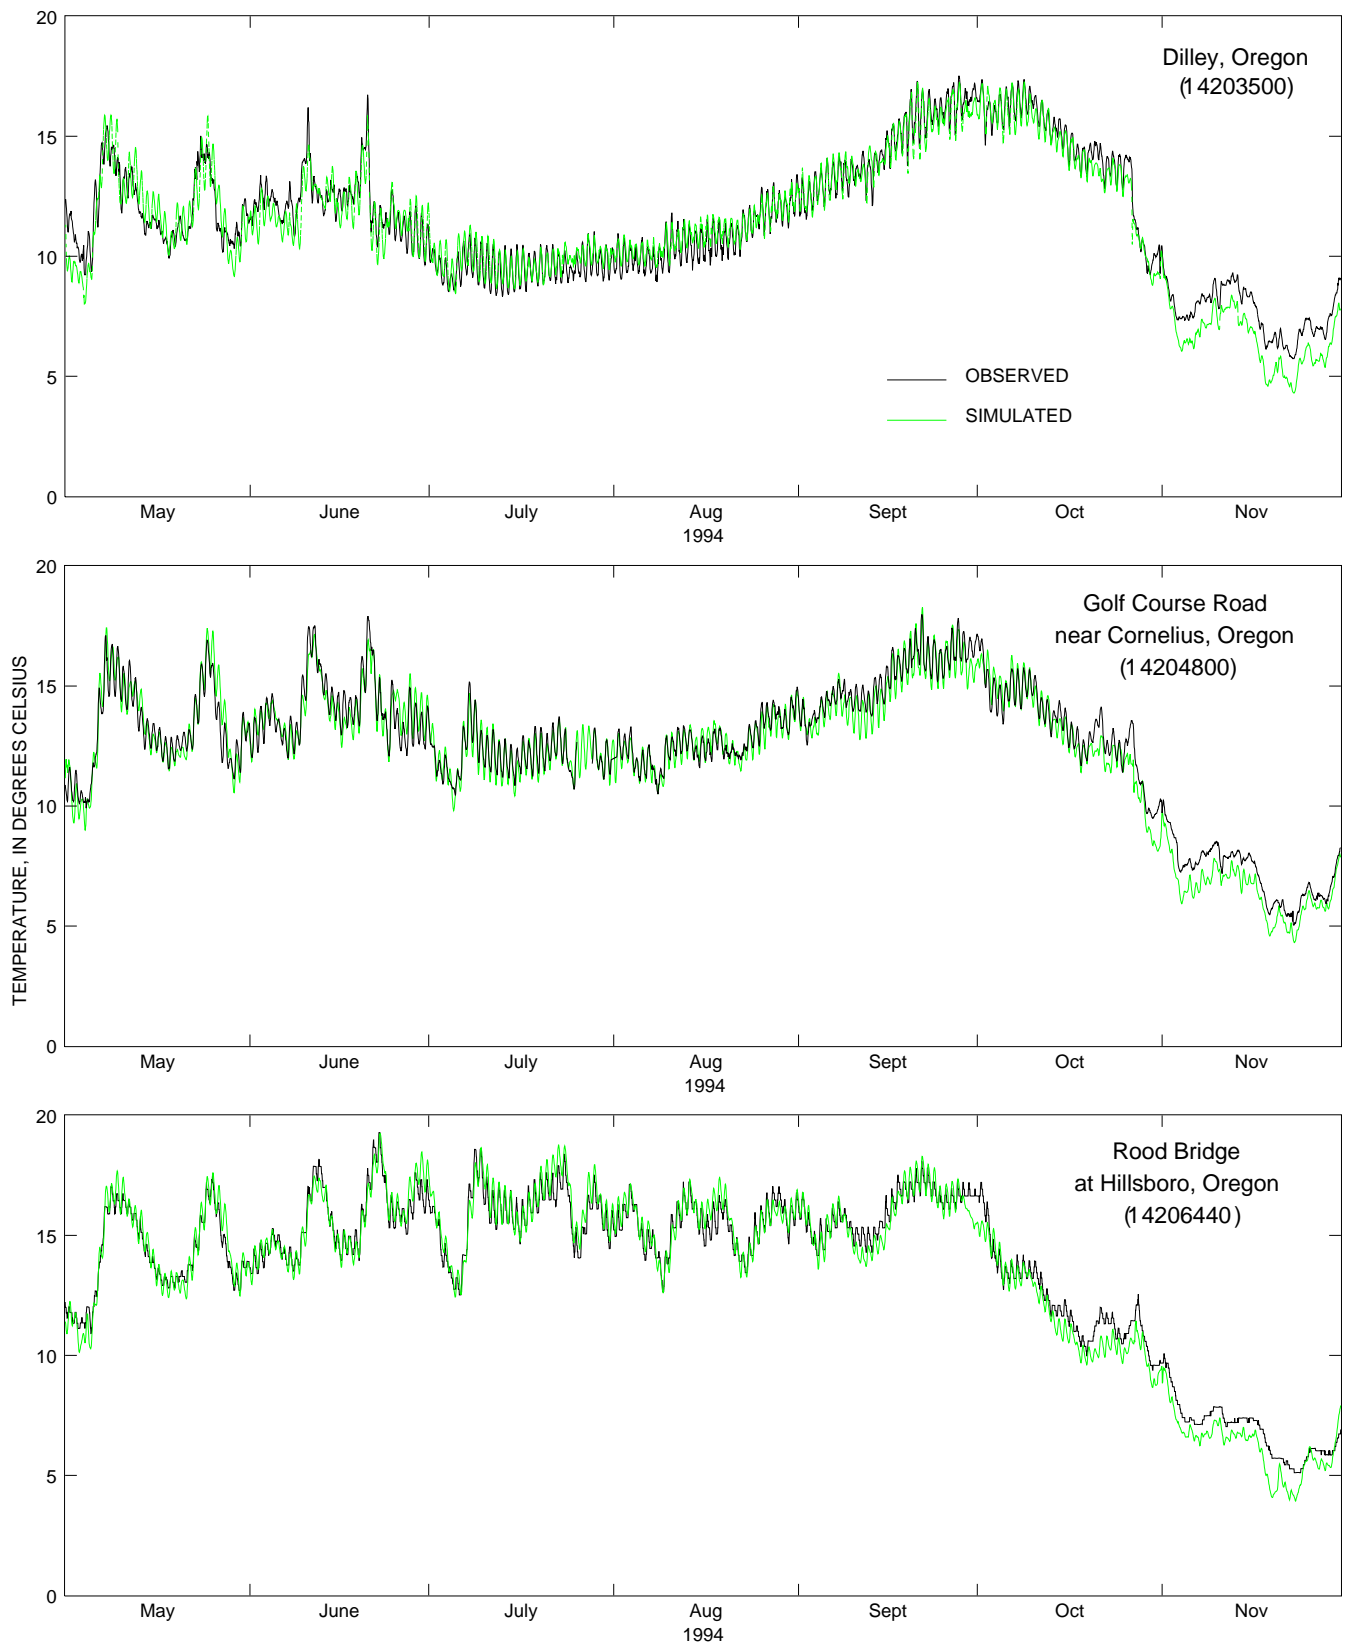 20
15
10
5
0
Dilley, Oregon
(14203500)
OBSERVED
SIMULATED
May June July Aug Sept Oct Nov
1994
TEMPERATURE, IN DEGREES CELSIUS
20
15
10
5
0
Golf Course Road
near Cornelius, Oregon
(14204800)
May June July Aug Sept Oct Nov
1994
20
15
10
5
0
Rood Bridge
at Hillsboro, Oregon
(14206440)
May June July Aug Sept Oct Nov
1994